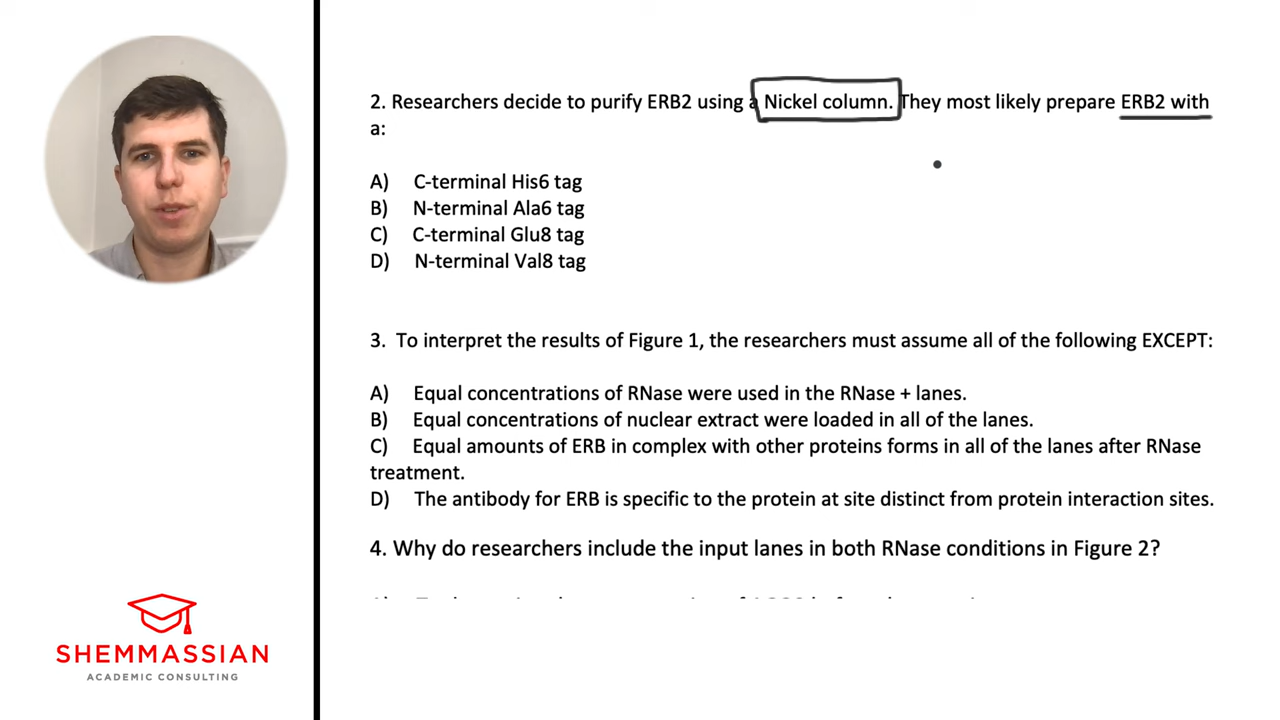 2. Researchers decide to purify ERB2 using a Nickel column. They most likely prepare ERB2 with
a:
A) C-terminal His6 tag
B) N-terminal Ala6 tag
C) C-terminal Glu8 tag
D) N-terminal Val8 tag
3. To interpret the results of Figure 1, the researchers must assume all of the following EXCEPT:
A) Equal concentrations of RNase were used in the RNase + lanes.
B) Equal concentrations of nuclear extract were loaded in all of the lanes.
C) Equal amounts of ERB in complex with other proteins forms in all of the lanes after RNase
treatment.
D) The antibody for ERB is specific to the protein at site distinct from protein interaction sites.
4. Why do researchers include the input lanes in both RNase conditions in Figure 2?
SHEMMASSIAN
ACADEMIC CONSULTING